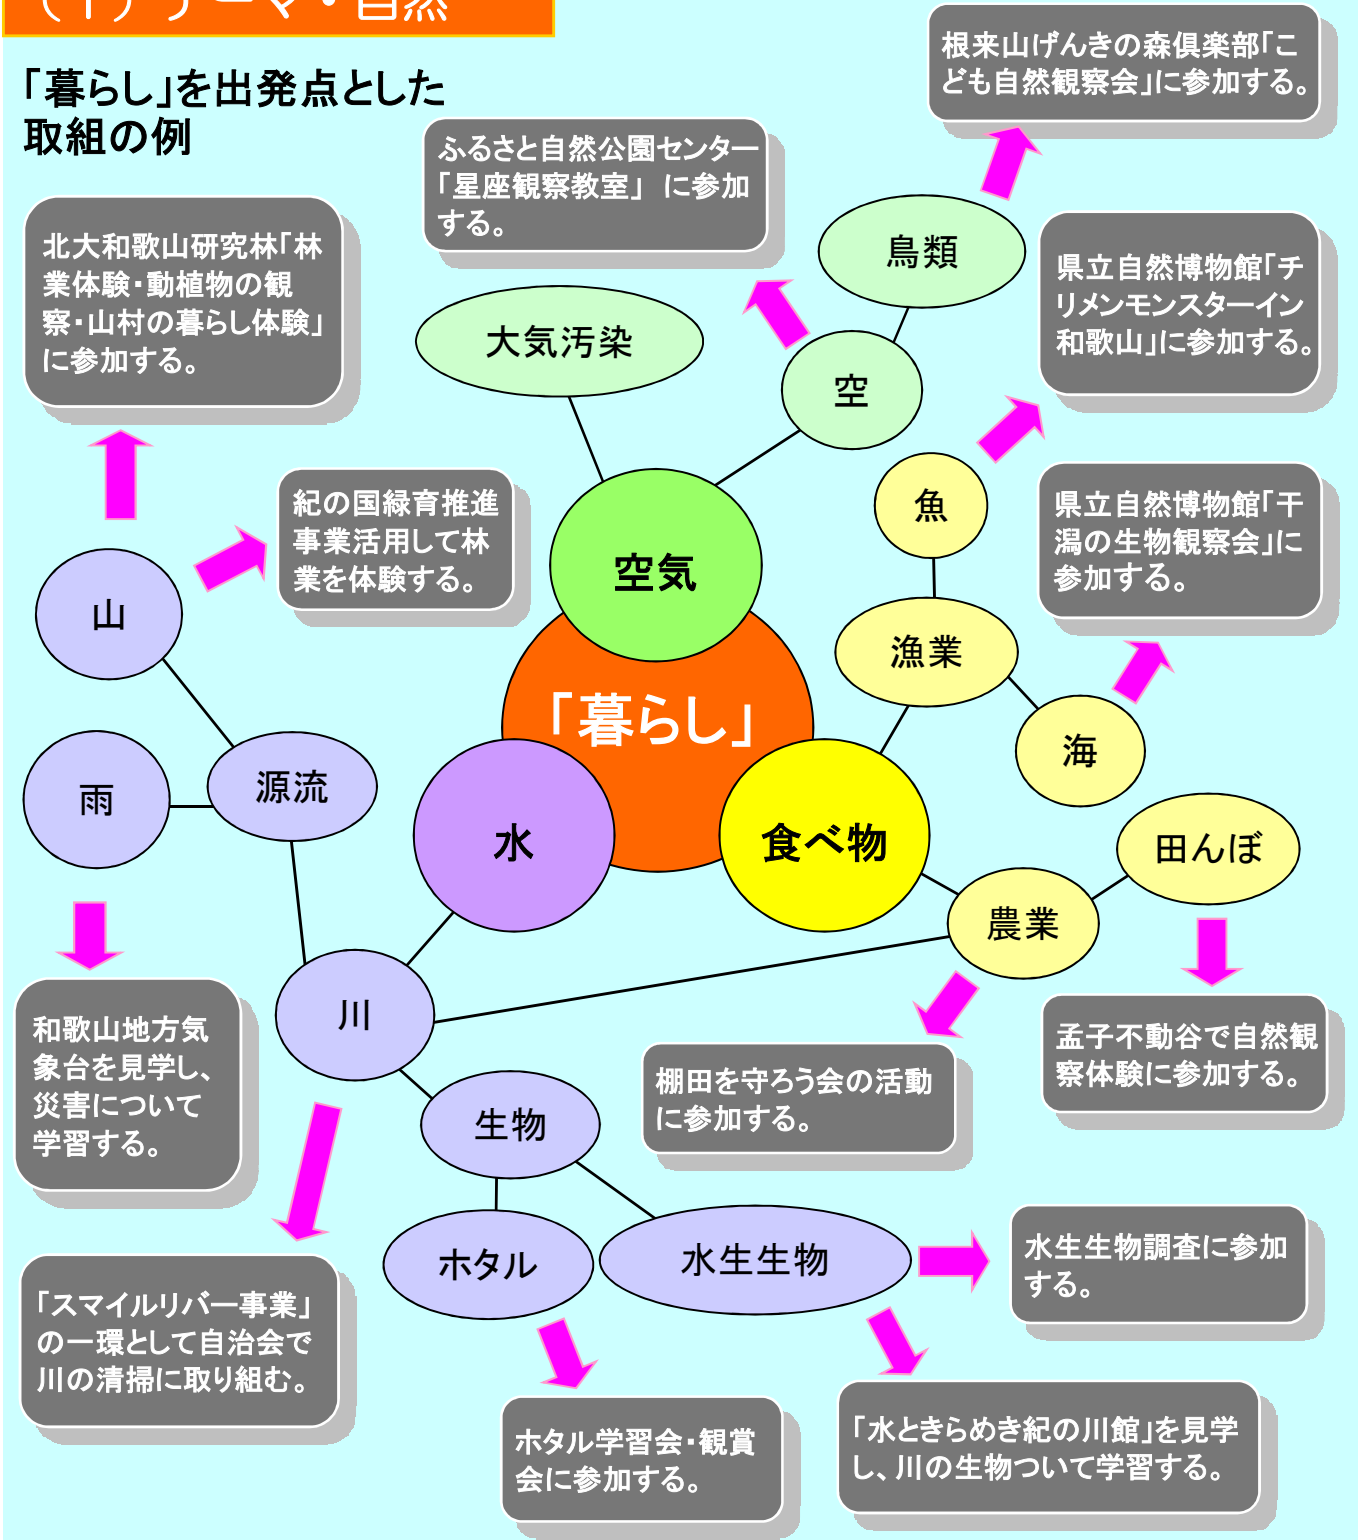 (1)テーマ・自然
「暮らし」を出発点とした
取組の例
根来山げんきの森倶楽部「こ
ども自然観察会」に参加する。
ふるさと自然公園センター
「星座観察教室」 に参加
する。
北大和歌山研究林「林
業体験・動植物の観
察・山村の暮らし体験」
に参加する。
鳥類
県立自然博物館「チ
リメンモンスターイン
和歌山」に参加する。
大気汚染
空
紀の国緑育推進
事業活用して林
業を体験する。
魚
県立自然博物館「干
潟の生物観察会」に
参加する。
空気
山
漁業
「暮らし」
海
雨
源流
水
食べ物
田んぼ
農業
川
和歌山地方気
象台を見学し、
災害について
学習する。
孟子不動谷で自然観
察体験に参加する。
棚田を守ろう会の活動
に参加する。
生物
ホタル
水生生物
水生生物調査に参加
する。
「スマイルリバー事業」
の一環として自治会で
川の清掃に取り組む。
ホタル学習会・観賞
会に参加する。
「水ときらめき紀の川館」を見学
し、川の生物ついて学習する。